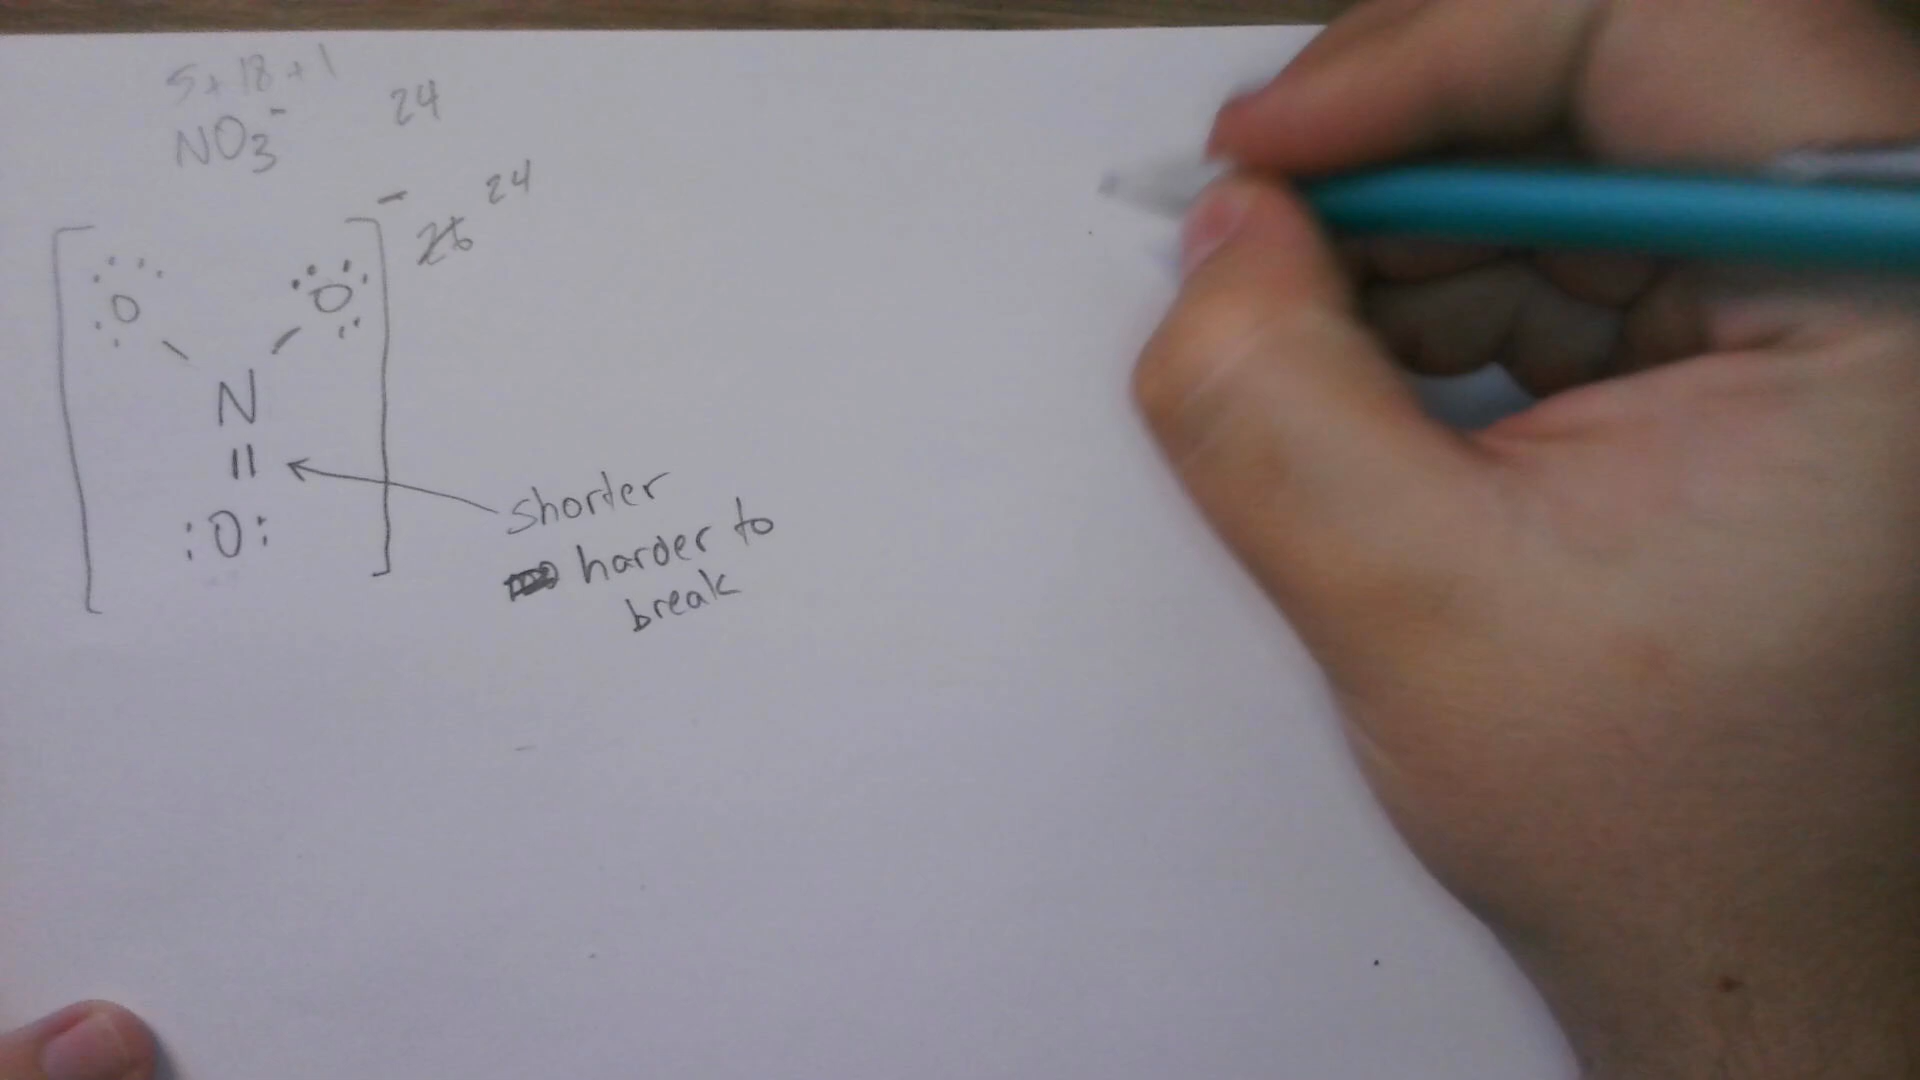 5+18+1
NO₃⁻ 24
24
26
[ :O: – N – :O: ]⁻
=
:O:
shorter
harder to
break